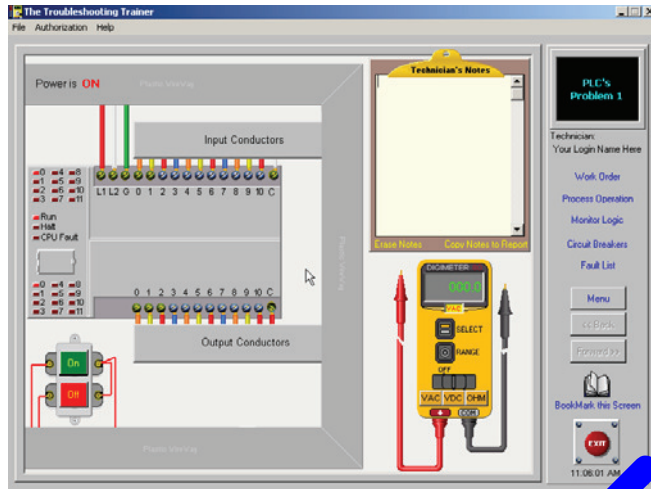 The Troubleshooting Trainer
File Authorization Help
Power is ON
Plastic Wireway
Input Conductors
L1 L2 G 0 1 2 3 4 5 6 7 8 9 10 C
0 4 8
1 5 9
2 6 10
3 7 11
Run
Halt
CPU Fault
0 4 8
1 5 9
2 6 10
3 7 11
0 1 2 3 4 5 6 7 8 9 10 C
Output Conductors
On
Off
Plastic Wireway
Plastic Wireway
Technician's Notes
Erase Notes Copy Notes to Report
DIGIMETER
000.0
VAC
SELECT
RANGE
OFF
VAC VDC OHM
COM
PLC's
Problem 1
Technician:
Your Login Name Here
Work Order
Process Operation
Monitor Logic
Circuit Breakers
Fault List
Menu
<< Back
Forward >>
BookMark this Screen
EXIT
11:06:01 AM